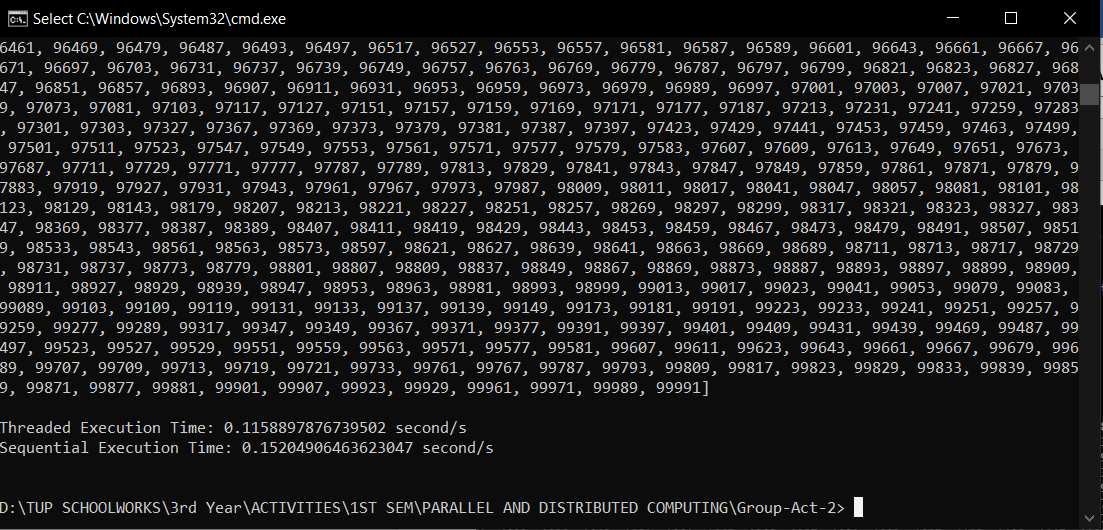 Select C:\Windows\System32\cmd.exe
6461, 96469, 96479, 96487, 96493, 96497, 96517, 96527, 96553, 96557, 96581, 96587, 96589, 96601, 96643, 96661, 96667, 96
671, 96697, 96703, 96731, 96737, 96739, 96749, 96757, 96763, 96769, 96779, 96787, 96797, 96799, 96821, 96823, 96827, 968
47, 96851, 96857, 96893, 96907, 96911, 96931, 96953, 96959, 96973, 96979, 96989, 96997, 97001, 97003, 97007, 97021, 9703
9, 97073, 97081, 97103, 97117, 97127, 97151, 97157, 97159, 97169, 97171, 97177, 97187, 97213, 97231, 97241, 97259, 97283
, 97301, 97303, 97327, 97367, 97369, 97373, 97379, 97381, 97387, 97397, 97423, 97429, 97441, 97453, 97459, 97463, 97499,
97501, 97511, 97523, 97547, 97549, 97553, 97561, 97571, 97577, 97579, 97583, 97607, 97609, 97613, 97649, 97651, 97673,
97687, 97711, 97729, 97771, 97777, 97787, 97789, 97813, 97829, 97841, 97843, 97847, 97849, 97859, 97861, 97871, 97879, 9
7883, 97919, 97927, 97931, 97943, 97961, 97967, 97973, 97987, 98009, 98011, 98017, 98041, 98047, 98057, 98081, 98101, 98
123, 98129, 98143, 98179, 98207, 98213, 98221, 98227, 98251, 98257, 98269, 98297, 98299, 98317, 98321, 98323, 98327, 983
47, 98369, 98377, 98387, 98389, 98407, 98411, 98419, 98429, 98443, 98453, 98459, 98467, 98473, 98479, 98491, 98507, 9851
9, 98533, 98543, 98561, 98563, 98573, 98597, 98621, 98627, 98639, 98641, 98663, 98669, 98689, 98711, 98713, 98717, 98729
, 98731, 98737, 98773, 98779, 98801, 98807, 98809, 98837, 98849, 98867, 98869, 98873, 98887, 98893, 98897, 98899, 98909,
98911, 98927, 98929, 98939, 98947, 98953, 98963, 98981, 98993, 98999, 99013, 99017, 99023, 99041, 99053, 99079, 99083,
99089, 99103, 99109, 99119, 99131, 99133, 99137, 99139, 99149, 99173, 99181, 99191, 99223, 99233, 99241, 99251, 99257, 9
9259, 99277, 99289, 99317, 99347, 99349, 99367, 99371, 99377, 99391, 99397, 99401, 99409, 99431, 99439, 99469, 99487, 99
497, 99523, 99527, 99529, 99551, 99559, 99563, 99571, 99577, 99581, 99607, 99611, 99623, 99643, 99661, 99667, 99679, 996
89, 99707, 99709, 99713, 99719, 99721, 99733, 99761, 99767, 99787, 99793, 99809, 99817, 99823, 99829, 99833, 99839, 9985
9, 99871, 99877, 99881, 99901, 99907, 99923, 99929, 99961, 99971, 99989, 99991]
Threaded Execution Time: 0.1158897876739502 second/s
Sequential Execution Time: 0.15204906463623047 second/s
D:\TUP SCHOOLWORKS\3rd Year\ACTIVITIES\1ST SEM\PARALLEL AND DISTRIBUTED COMPUTING\Group-Act-2>